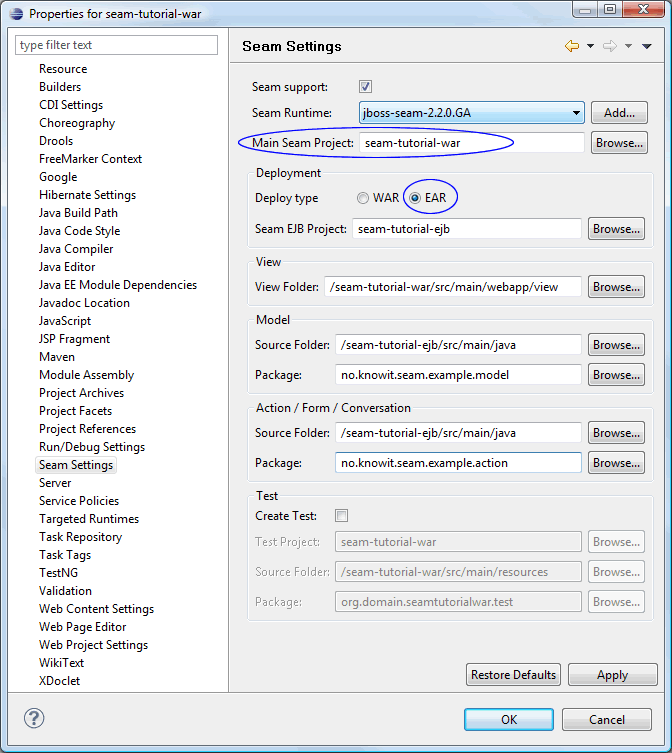 Properties for seam-tutorial-war
type filter text
Resource
Builders
CDI Settings
Choreography
Drools
FreeMarker Context
Google
Hibernate Settings
Java Build Path
Java Code Style
Java Compiler
Java Editor
Java EE Module Dependencies
Javadoc Location
JavaScript
JSP Fragment
Maven
Module Assembly
Project Archives
Project Facets
Project References
Run/Debug Settings
Seam Settings
Server
Service Policies
Targeted Runtimes
Task Repository
Task Tags
TestNG
Validation
Web Content Settings
Web Page Editor
Web Project Settings
WikiText
XDoclet
Seam Settings
Seam support:
Seam Runtime: jboss-seam-2.2.0.GA Add...
Main Seam Project: seam-tutorial-war Browse...
Deployment
Deploy type WAR EAR
Seam EJB Project: seam-tutorial-ejb Browse...
View
View Folder: /seam-tutorial-war/src/main/webapp/view Browse...
Model
Source Folder: /seam-tutorial-ejb/src/main/java Browse...
Package: no.knowit.seam.example.model Browse...
Action / Form / Conversation
Source Folder: /seam-tutorial-ejb/src/main/java Browse...
Package: no.knowit.seam.example.action Browse...
Test
Create Test:
Test Project: seam-tutorial-war Browse...
Source Folder: /seam-tutorial-war/src/main/resources Browse...
Package: org.domain.seamtutorialwar.test Browse...
Restore Defaults Apply
? OK Cancel